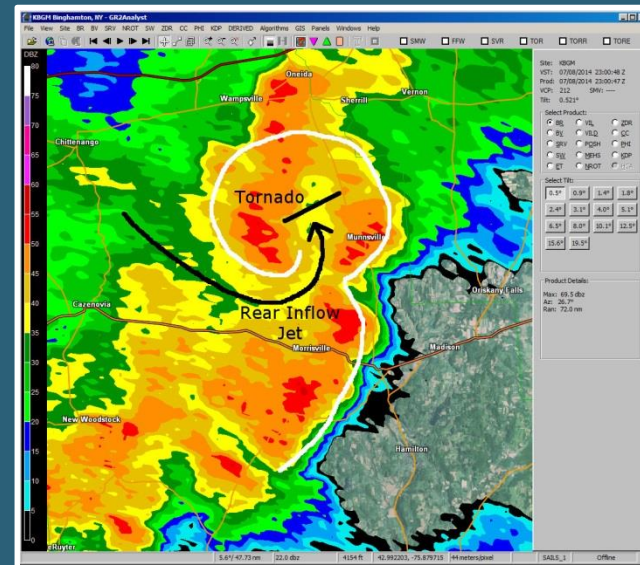 KBGM Binghamton, NY - GR2Analyst
File View Site BR BV SRV NROT SW ZDR CC PHI KDP DERIVED Algorithms GIS Panels Windows Help
SMW FFW SVR TOR TORR TORE
DBZ
80
75
70
65
60
55
50
45
40
35
30
25
20
15
10
5
0
Oneida
Wampsville
Sherrill
Vernon
Chittenango
Tornado
Munnsville
Oriskany Falls
Cazenovia
Rear Inflow
Jet
Morrisville
Madison
New Woodstock
Hamilton
eRuyter
Site: KBGM
VST: 07/08/2014 23:00:48 Z
Prod: 07/08/2014 23:00:47 Z
VCP: 212 SMV: ---
Tilt: 0.521°
Select Product:
BR VIL ZDR
BV VILD CC
SRV POSH PHI
SW MEHS KDP
ET NROT
Select Tilt:
0.5° 0.9° 1.4° 1.8°
2.4° 3.1° 4.0° 5.1°
6.5° 8.0° 10.1° 12.5°
15.6° 19.5°
Product Details:
Max: 69.5 dbz
Az: 26.7°
Ran: 72.0 nm
5.6°/ 47.73 nm 22.0 dbz 4154 ft 42.992203, -75.879715 44 meters/pixel SAILS_1 Offline